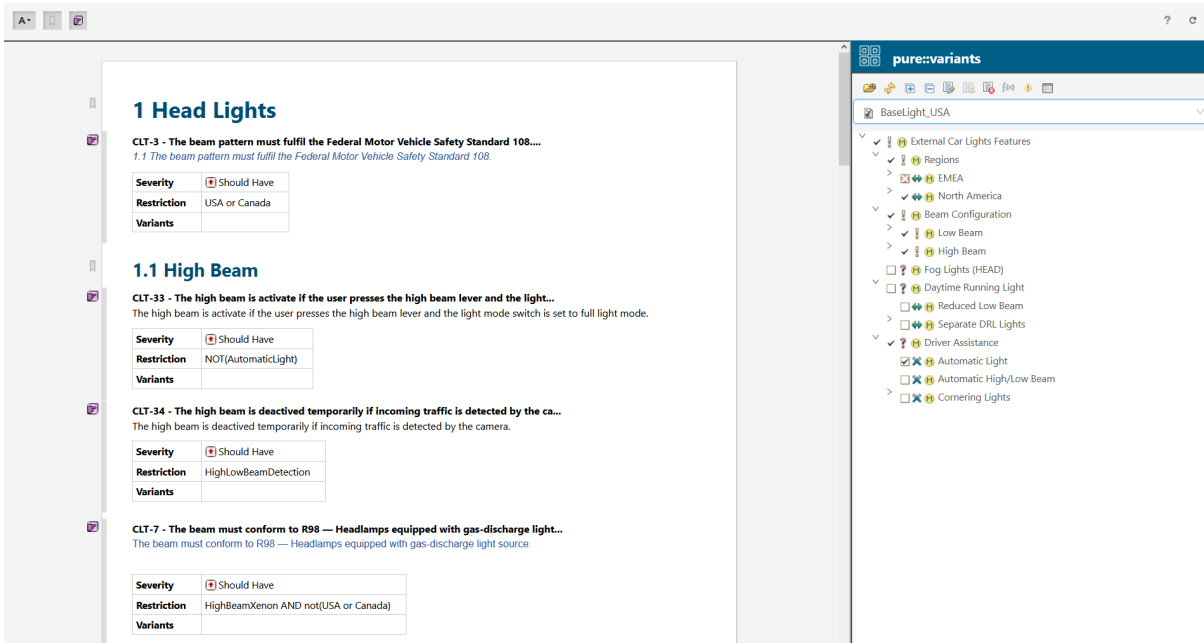 A
?
pure::variants
f(x)
BaseLight_USA
1 Head Lights
CLT-3 - The beam pattern must fulfil the Federal Motor Vehicle Safety Standard 108....
1.1 The beam pattern must fulfil the Federal Motor Vehicle Safety Standard 108.
Severity Should Have
Restriction USA or Canada
Variants
1.1 High Beam
CLT-33 - The high beam is activate if the user presses the high beam lever and the light...
The high beam is activate if the user presses the high beam lever and the light mode switch is set to full light mode.
Severity Should Have
Restriction NOT(AutomaticLight)
Variants
CLT-34 - The high beam is deactived temporarily if incoming traffic is detected by the ca...
The high beam is deactived temporarily if incoming traffic is detected by the camera.
Severity Should Have
Restriction HighLowBeamDetection
Variants
CLT-7 - The beam must conform to R98 — Headlamps equipped with gas-discharge light...
The beam must conform to R98 — Headlamps equipped with gas-discharge light source.
Severity Should Have
Restriction HighBeamXenon AND not(USA or Canada)
Variants
! M External Car Lights Features
! M Regions
M EMEA
M North America
! M Beam Configuration
! M Low Beam
! M High Beam
? M Fog Lights (HEAD)
? M Daytime Running Light
M Reduced Low Beam
M Separate DRL Lights
? M Driver Assistance
M Automatic Light
M Automatic High/Low Beam
M Cornering Lights